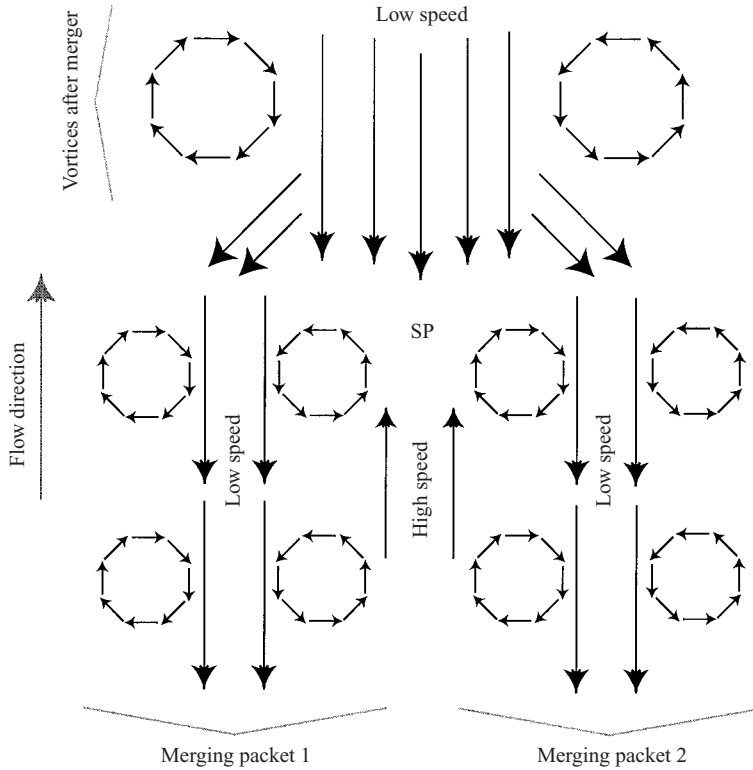 Low speed
Vortices after merger
SP
Flow direction
Low speed
High speed
Low speed
Merging packet 1
Merging packet 2